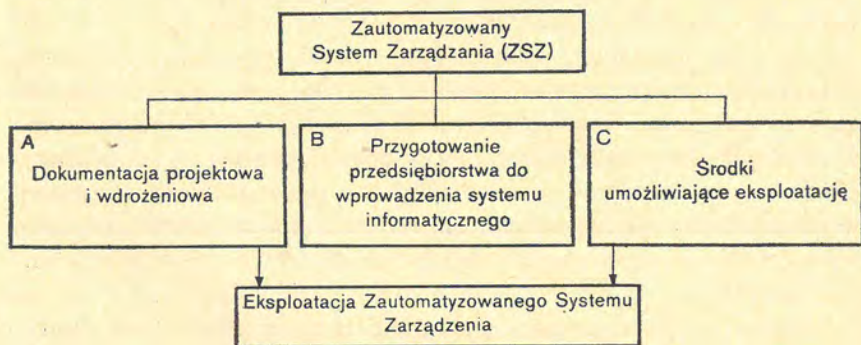 Zautomatyzowany
System Zarządzania (ZSZ)
A
Dokumentacja projektowa
i wdrożeniowa
B
Przygotowanie
przedsiębiorstwa do
wprowadzenia systemu
informatycznego
C
Środki
umożliwiające eksploatację
Eksploatacja Zautomatyzowanego Systemu
Zarządzenia